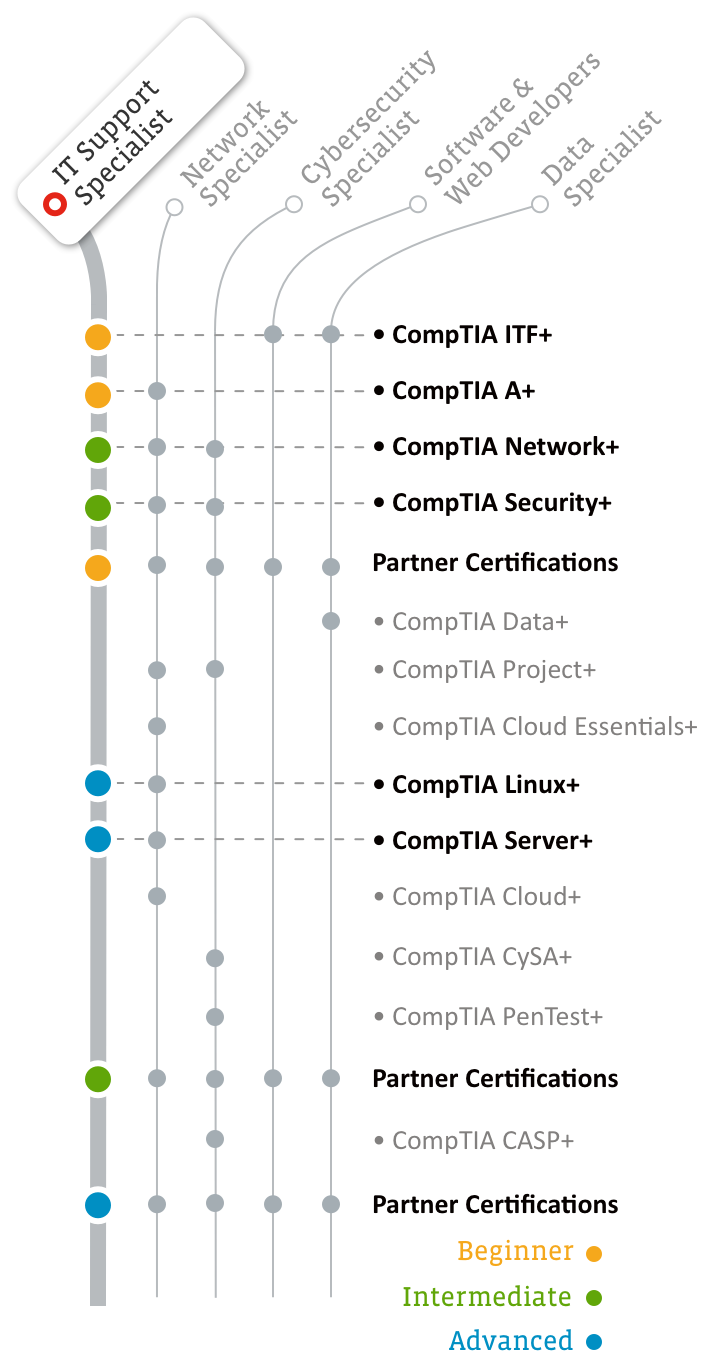 IT Support
Specialist
Network
Specialist
Cybersecurity
Specialist
Software &
Web Developers
Data
Specialist
• CompTIA ITF+
• CompTIA A+
• CompTIA Network+
• CompTIA Security+
Partner Certifications
• CompTIA Data+
• CompTIA Project+
• CompTIA Cloud Essentials+
• CompTIA Linux+
• CompTIA Server+
• CompTIA Cloud+
• CompTIA CySA+
• CompTIA PenTest+
Partner Certifications
• CompTIA CASP+
Partner Certifications
Beginner
Intermediate
Advanced